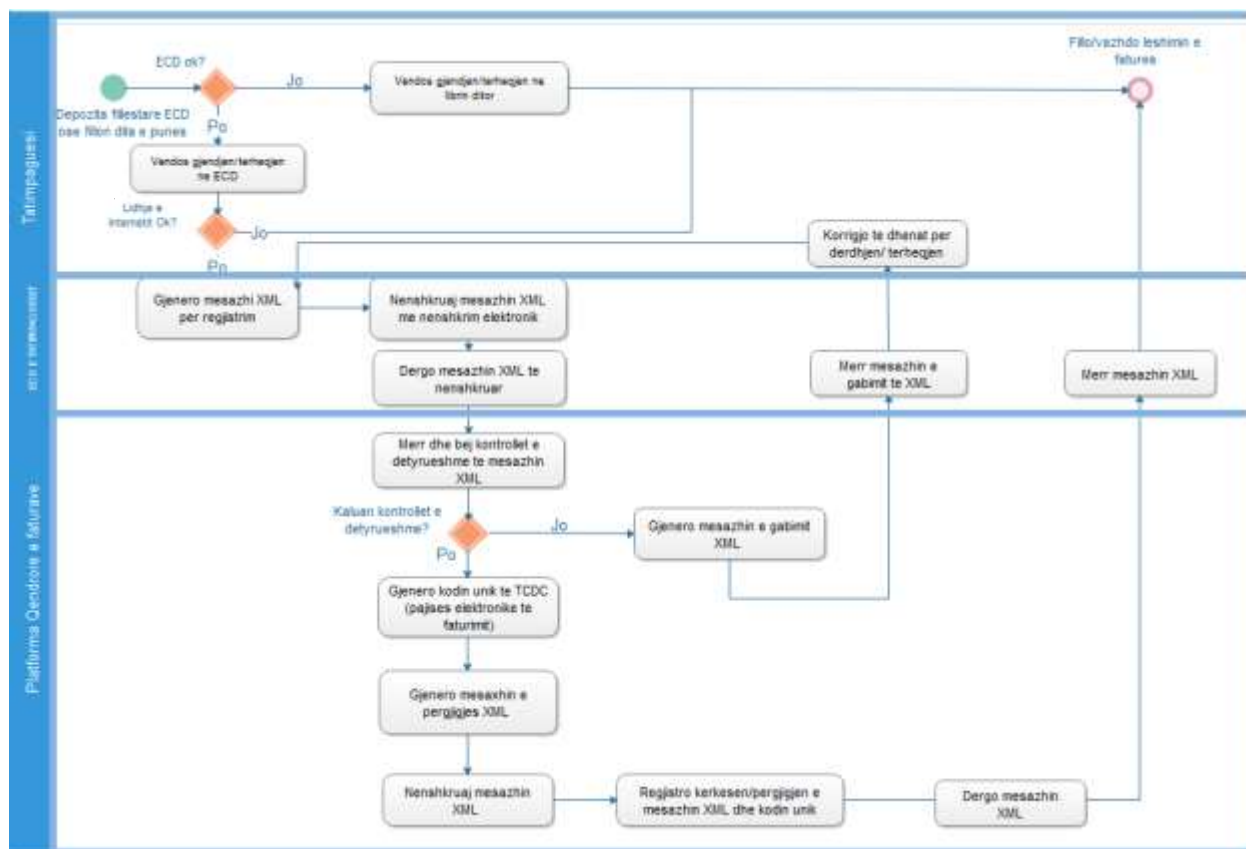 Tatimpaguesi
ECD ok?
Jo
Vendos gjendjen/terheqjen ne
librin ditor
Fillo/vazhdo leshimin e
fatures
Depozita fillestare ECD
ose fillon dita e punes
Po
Vendos gjendjen/terheqjen
ne ECD
Lidhja e
internetit Ok?
Jo
Po
Korrigjo te dhenat per
derdhjen/ terheqjen
Gjenero mesazhi XML
per regjistrim
Nenshkruaj mesazhin XML
me nenshkrim elektronik
Dergo mesazhin XML te
nenshkruar
Merr mesazhin e
gabimit te XML
Merr mesazhin XML
Platforma Qendrore e faturave
Merr dhe bej kontrollet e
detyrueshme te mesazhin
XML
Kaluan kontrollet e
detyrueshme?
Jo
Po
Gjenero mesazhin e gabimit
XML
Gjenero kodin unik te TCDC
(pajises elektronike te
faturimit)
Gjenero mesaxhin e
pergjigjes XML
Nenshkruaj mesazhin
XML
Regjistro kerkesen/pergjigjen e
mesazhin XML dhe kodin unik
Dergo mesazhin
XML